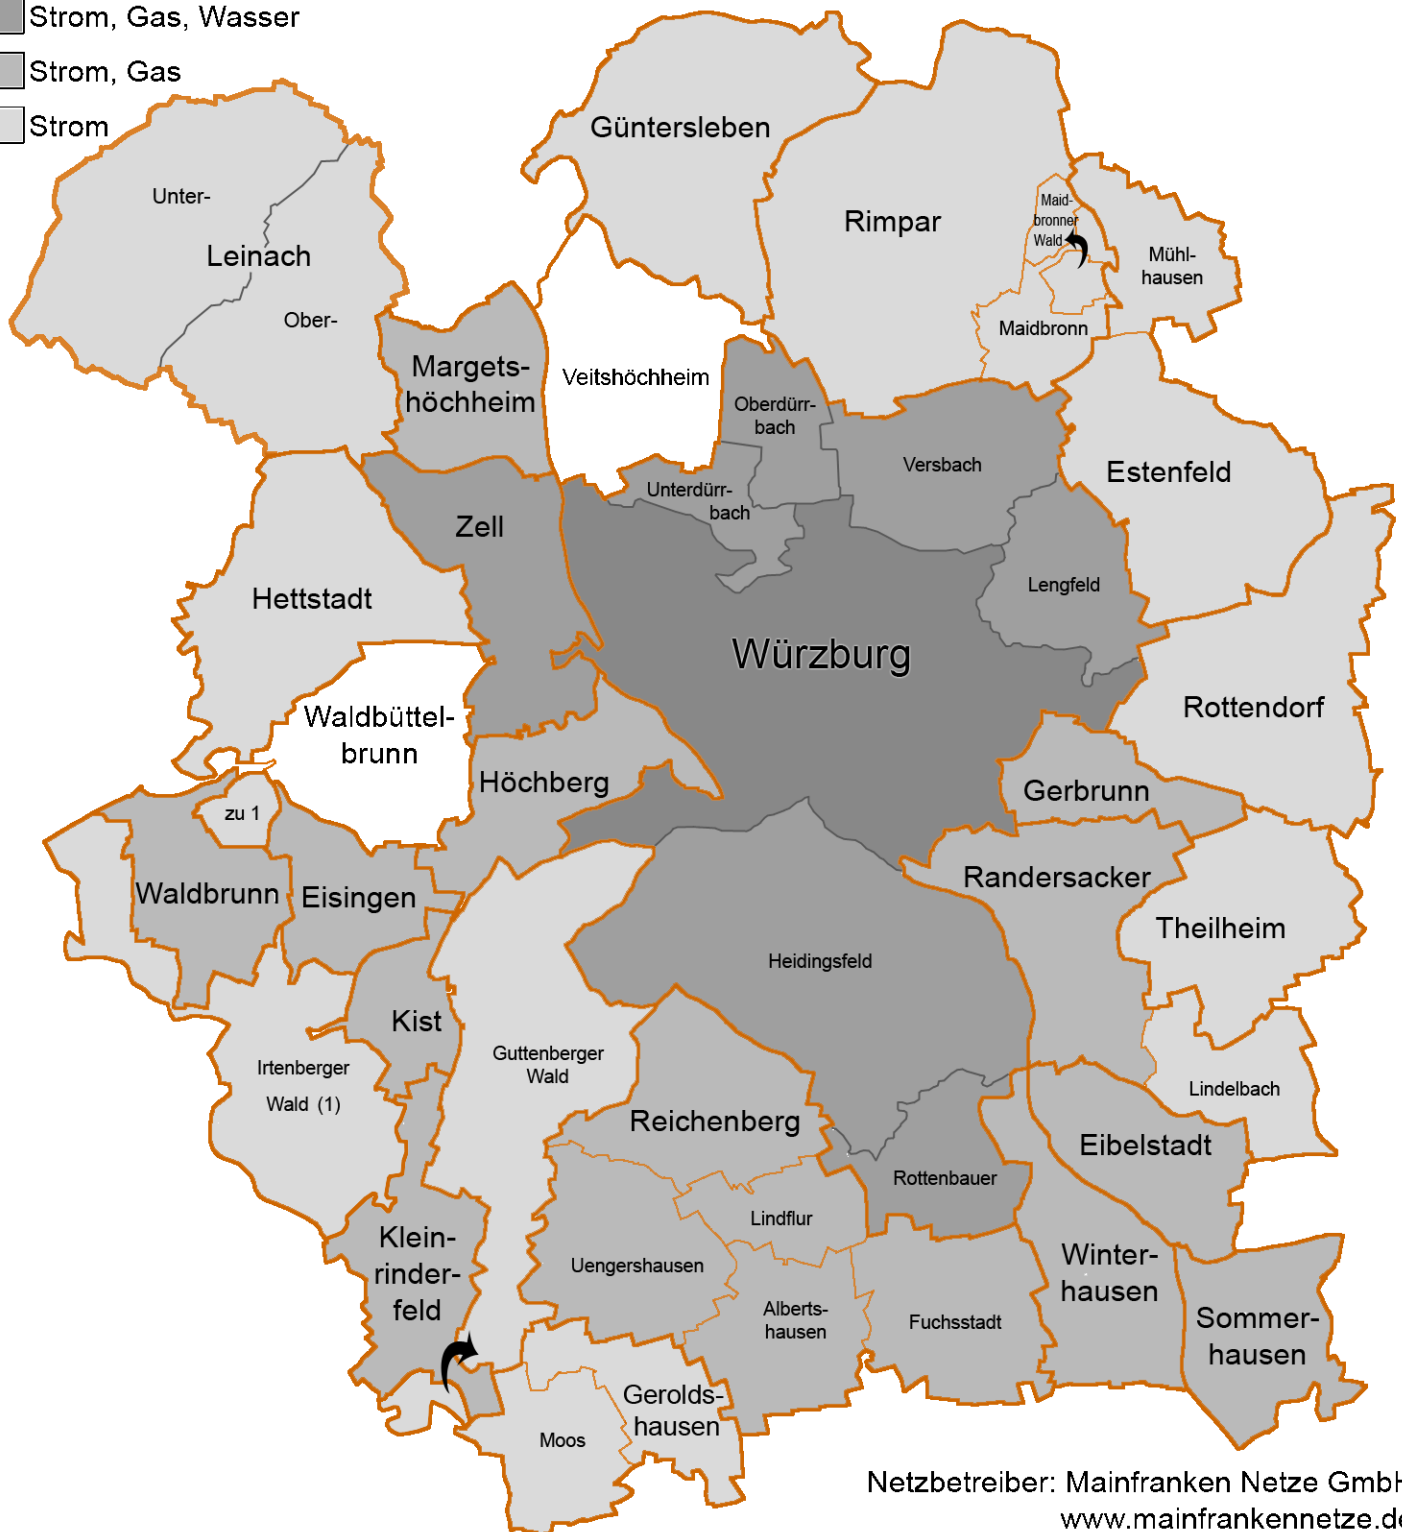 Strom, Gas, Wasser
Strom, Gas
Strom
Güntersleben
Unter-
Leinach
Ober-
Rimpar
Maid-
bronner
Wald
Mühl-
hausen
Maidbronn
Margets-
höchheim
Veitshöchheim
Oberdürr-
bach
Versbach
Estenfeld
Unterdürr-
bach
Zell
Lengfeld
Hettstadt
Würzburg
Rottendorf
Waldbüttel-
brunn
Höchberg
Gerbrunn
zu 1
Waldbrunn
Eisingen
Randersacker
Theilheim
Heidingsfeld
Kist
Guttenberger
Wald
Irtenberger
Wald (1)
Lindelbach
Reichenberg
Eibelstadt
Rottenbauer
Lindflur
Klein-
rinder-
feld
Uengershausen
Winter-
hausen
Alberts-
hausen
Fuchsstadt
Sommer-
hausen
Gerolds-
hausen
Moos
Netzbetreiber: Mainfranken Netze GmbH
www.mainfrankennetze.de